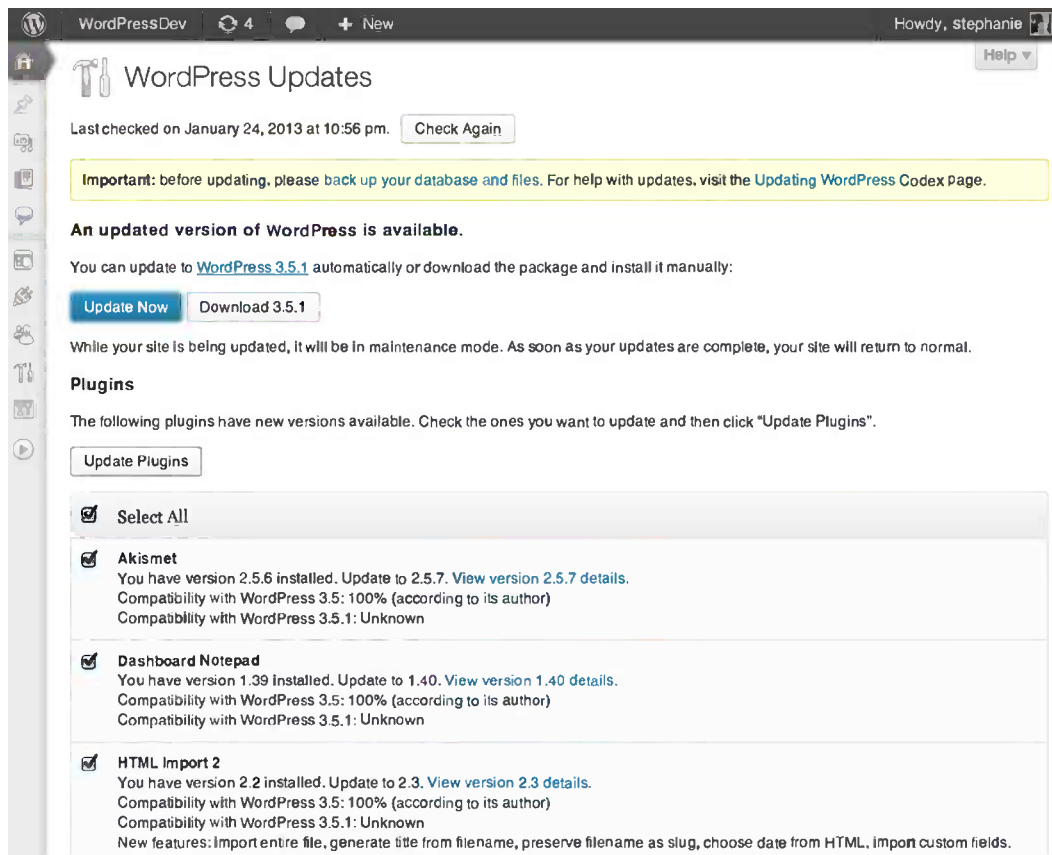 WordPressDev 4 + New Howdy, stephanie
Help
WordPress Updates
Last checked on January 24, 2013 at 10:56 pm. Check Again
Important: before updating, please back up your database and files. For help with updates, visit the Updating WordPress Codex page.
An updated version of WordPress is available.
You can update to WordPress 3.5.1 automatically or download the package and install it manually:
Update Now Download 3.5.1
While your site is being updated, it will be in maintenance mode. As soon as your updates are complete, your site will return to normal.
Plugins
The following plugins have new versions available. Check the ones you want to update and then click "Update Plugins".
Update Plugins
Select All
Akismet
You have version 2.5.6 installed. Update to 2.5.7. View version 2.5.7 details.
Compatibility with WordPress 3.5: 100% (according to its author)
Compatibility with WordPress 3.5.1: Unknown
Dashboard Notepad
You have version 1.39 installed. Update to 1.40. View version 1.40 details.
Compatibility with WordPress 3.5: 100% (according to its author)
Compatibility with WordPress 3.5.1: Unknown
HTML Import 2
You have version 2.2 installed. Update to 2.3. View version 2.3 details.
Compatibility with WordPress 3.5: 100% (according to its author)
Compatibility with WordPress 3.5.1: Unknown
New features: Import entire file, generate title from filename, preserve filename as slug, choose date from HTML, import custom fields.